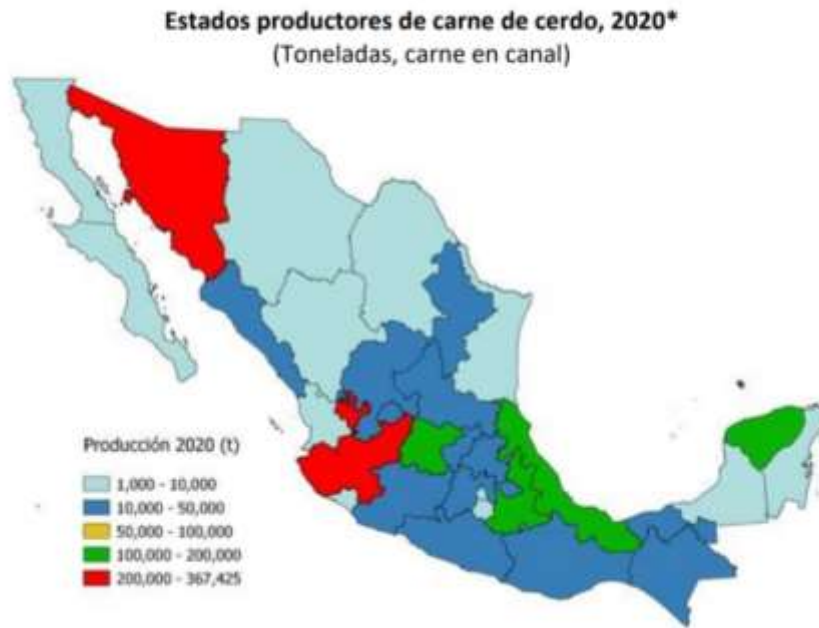 Estados productores de carne de cerdo, 2020*
(Toneladas, carne en canal)
Producción 2020 (t)
1,000 - 10,000
10,000 - 50,000
50,000 - 100,000
100,000 - 200,000
200,000 - 367,425